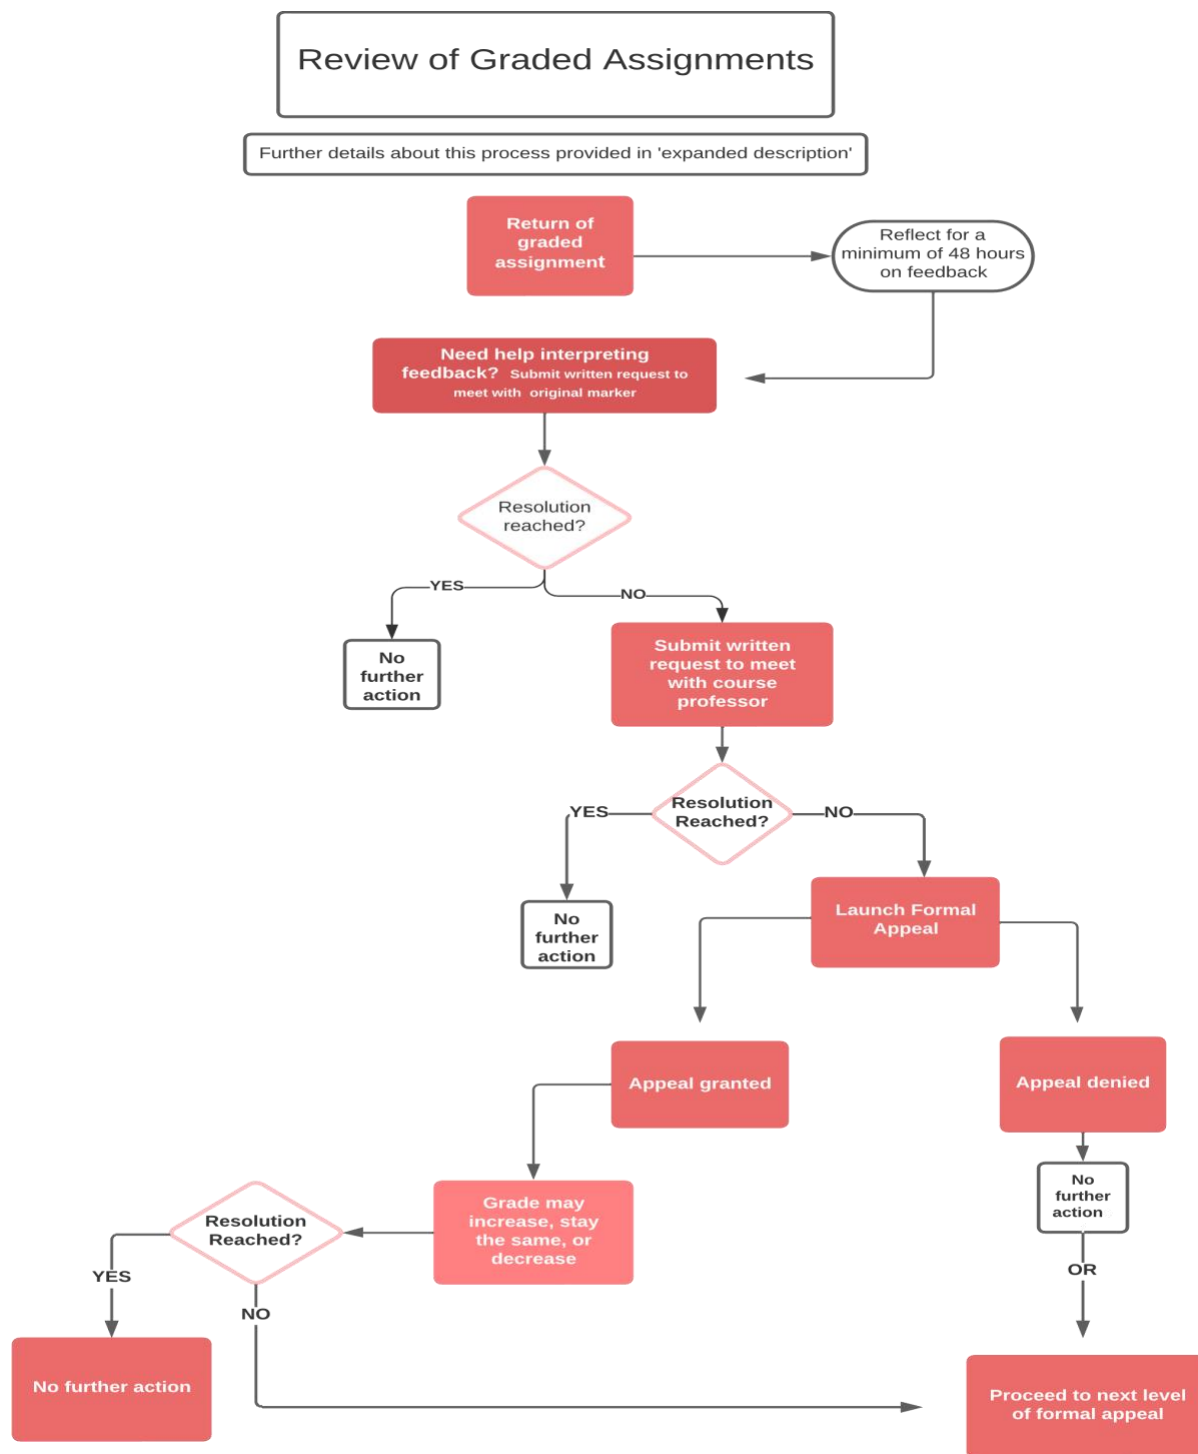 Review of Graded Assignments
Further details about this process provided in 'expanded description'
Return of
graded
assignment
Reflect for a
minimum of 48 hours
on feedback
Need help interpreting
feedback? Submit written request to
meet with original marker
Resolution
reached?
YES
NO
No
further
action
Submit written
request to meet
with course
professor
Resolution
Reached?
YES
NO
No
further
action
Launch Formal
Appeal
Appeal granted
Appeal denied
Grade may
increase, stay
the same, or
decrease
No
further
action
Resolution
Reached?
OR
YES
NO
No further action
Proceed to next level
of formal appeal